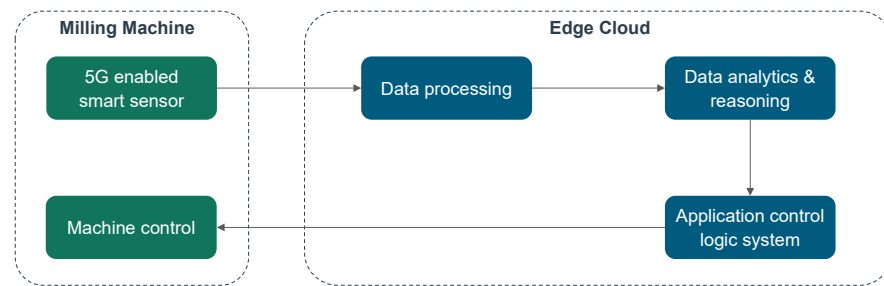 Milling Machine
Edge Cloud
5G enabled
smart sensor
Data processing
Data analytics &
reasoning
Machine control
Application control
logic system